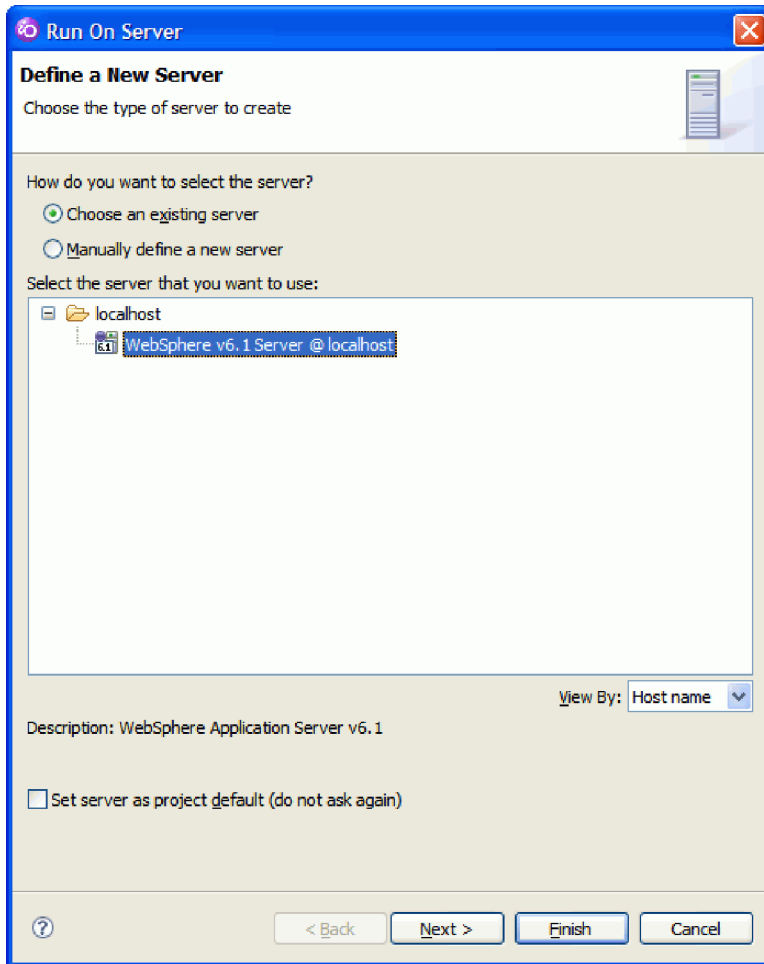 Run On Server
Define a New Server
Choose the type of server to create
How do you want to select the server?
Choose an existing server
Manually define a new server
Select the server that you want to use:
localhost
6.1 WebSphere v6.1 Server @ localhost
View By: Host name
Description: WebSphere Application Server v6.1
Set server as project default (do not ask again)
? < Back Next > Finish Cancel